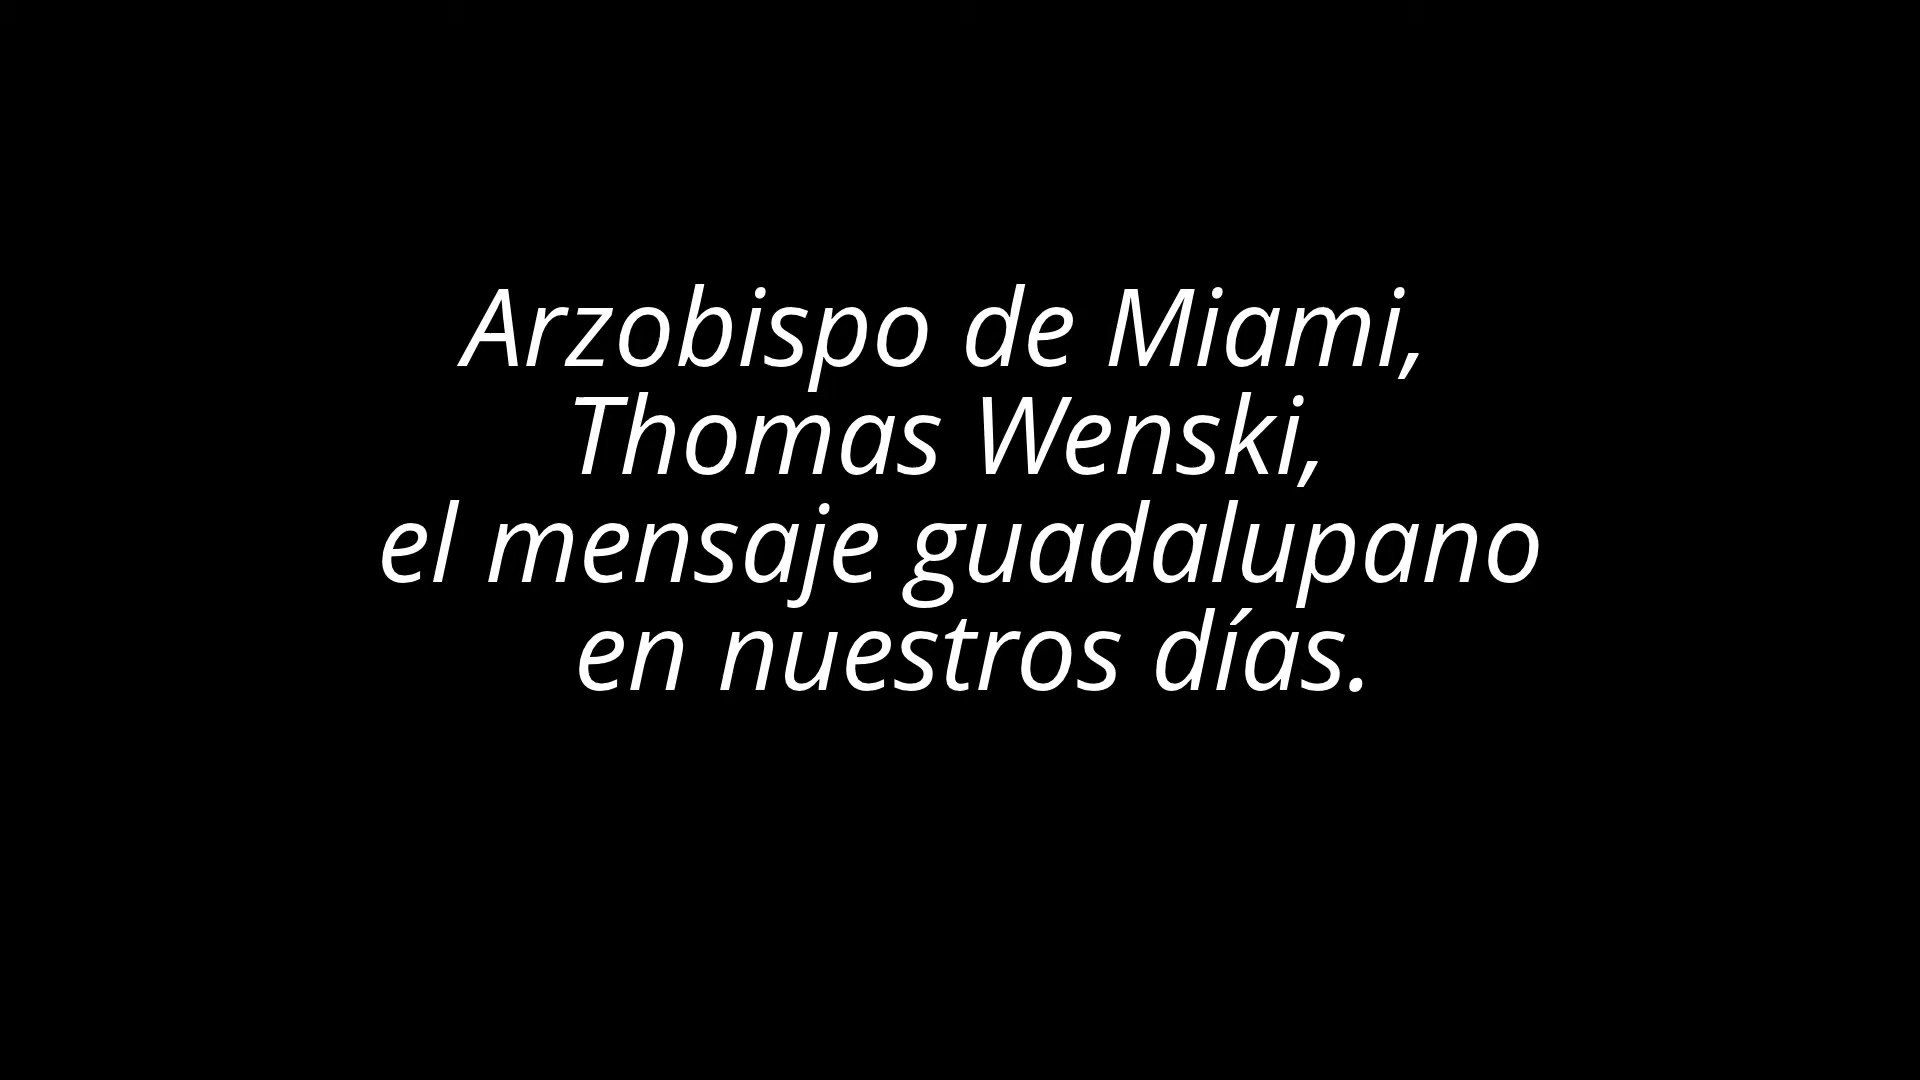 Arzobispo de Miami,
Thomas Wenski,
el mensaje guadalupano
en nuestros días.